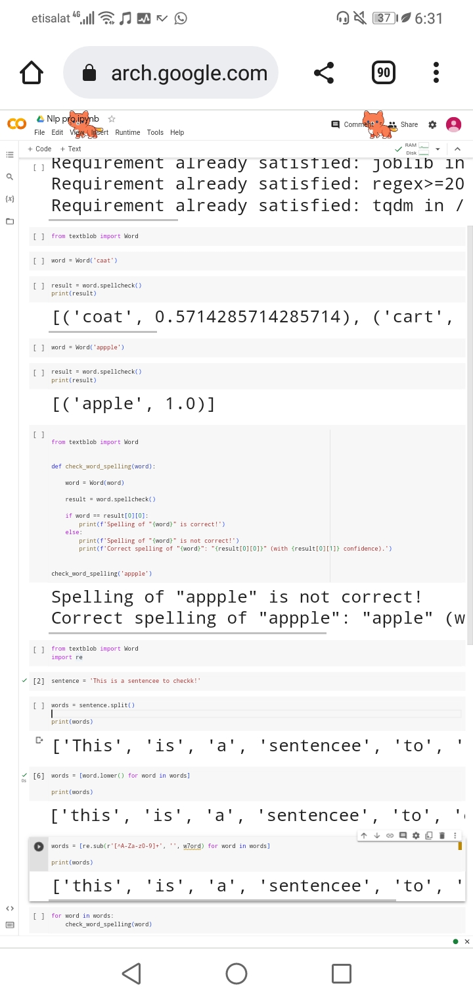 etisalat 4G 37 6:31
arch.google.com 90
Nlp pro.ipynb
File Edit View Insert Runtime Tools Help
Share
+ Code + Text
RAM
Disk
[ ] Requirement already satisfied: joblib in
Requirement already satisfied: regex>=20
Requirement already satisfied: tqdm in /
[ ] from textblob import Word
[ ] word = Word('caat')
[ ] result = word.spellcheck()
print(result)
[('coat', 0.5714285714285714), ('cart',
[ ] word = Word('appple')
[ ] result = word.spellcheck()
print(result)
[('apple', 1.0)]
[ ]
from textblob import Word
def check_word_spelling(word):
word = Word(word)
result = word.spellcheck()
if word == result[0][0]:
print(f'Spelling of "{word}" is correct!')
else:
print(f'Spelling of "{word}" is not correct!')
print(f'Correct spelling of "{word}": "{result[0][0]}" (with {result[0][1]} confidence).')
check_word_spelling('appple')
Spelling of "appple" is not correct!
Correct spelling of "appple": "apple" (w
[ ] from textblob import Word
import re
[2] sentence = 'This is a sentencee to checkk!'
[ ] words = sentence.split()
print(words)
['This', 'is', 'a', 'sentencee', 'to', '
[6] words = [word.lower() for word in words]
0s
print(words)
['this', 'is', 'a', 'sentencee', 'to', '
words = [re.sub(r'[^A-Za-z0-9]+', '', w7ord) for word in words]
print(words)
['this', 'is', 'a', 'sentencee', 'to', '
[ ] for word in words:
check_word_spelling(word)